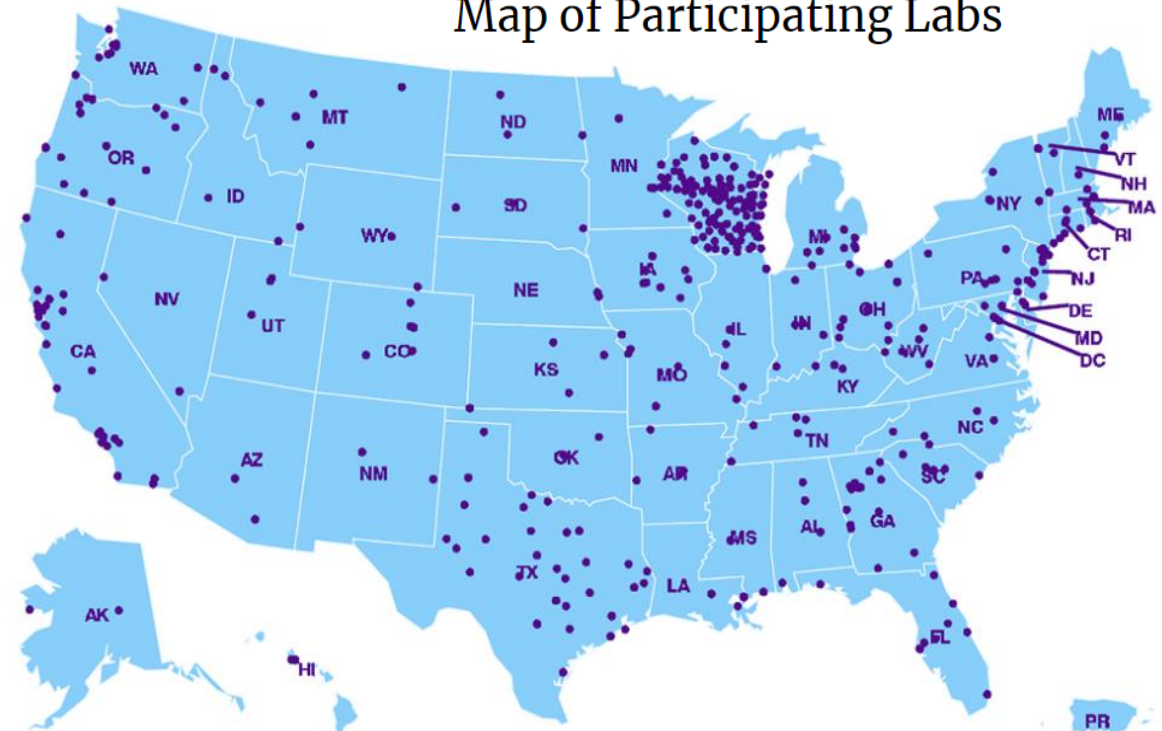 Map of Participating Labs
WA
MT
ND
MN
ME
VT
NH
MA
RI
CT
NJ
DE
MD
DC
OR
ID
WY
SD
MI
NY
PA
NV
UT
CO
NE
IA
IL
IN
OH
WV
VA
CA
KS
MO
KY
AZ
NM
OK
AR
TN
NC
SC
TX
LA
MS
AL
GA
FL
AK
HI
PR